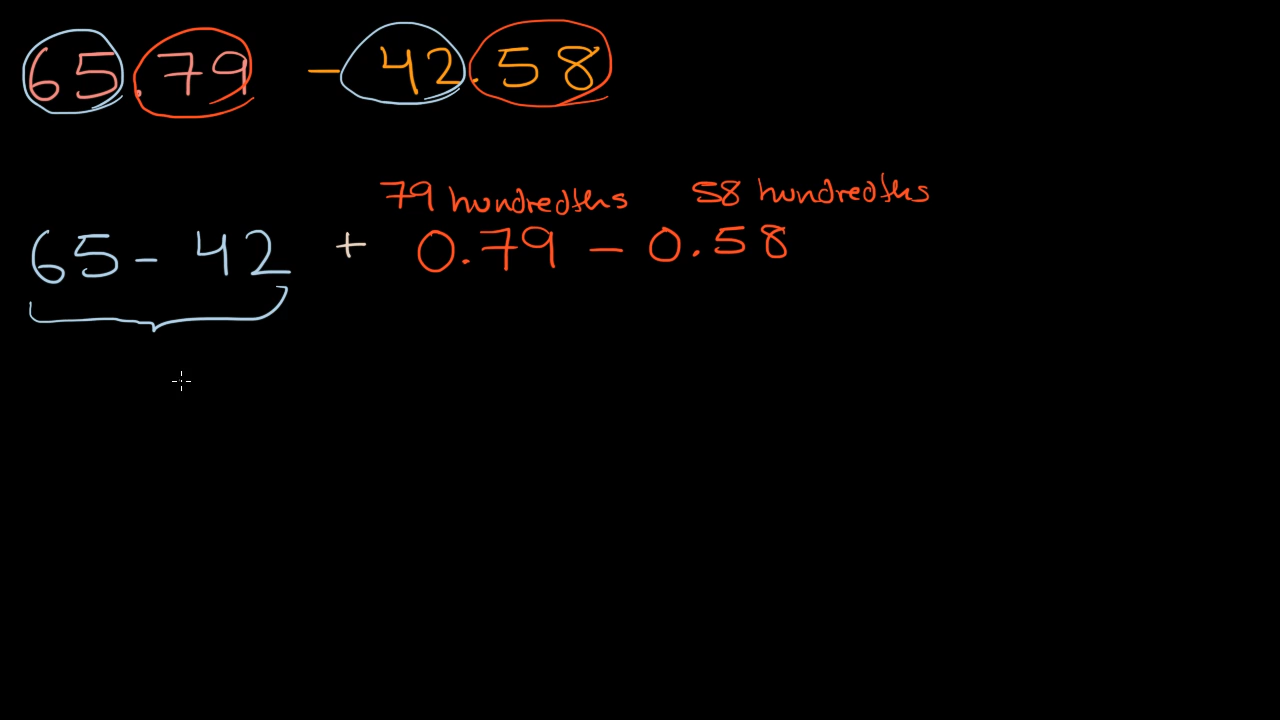 65.79 - 42.58
79 hundredths 58 hundredths
65 - 42 + 0.79 - 0.58